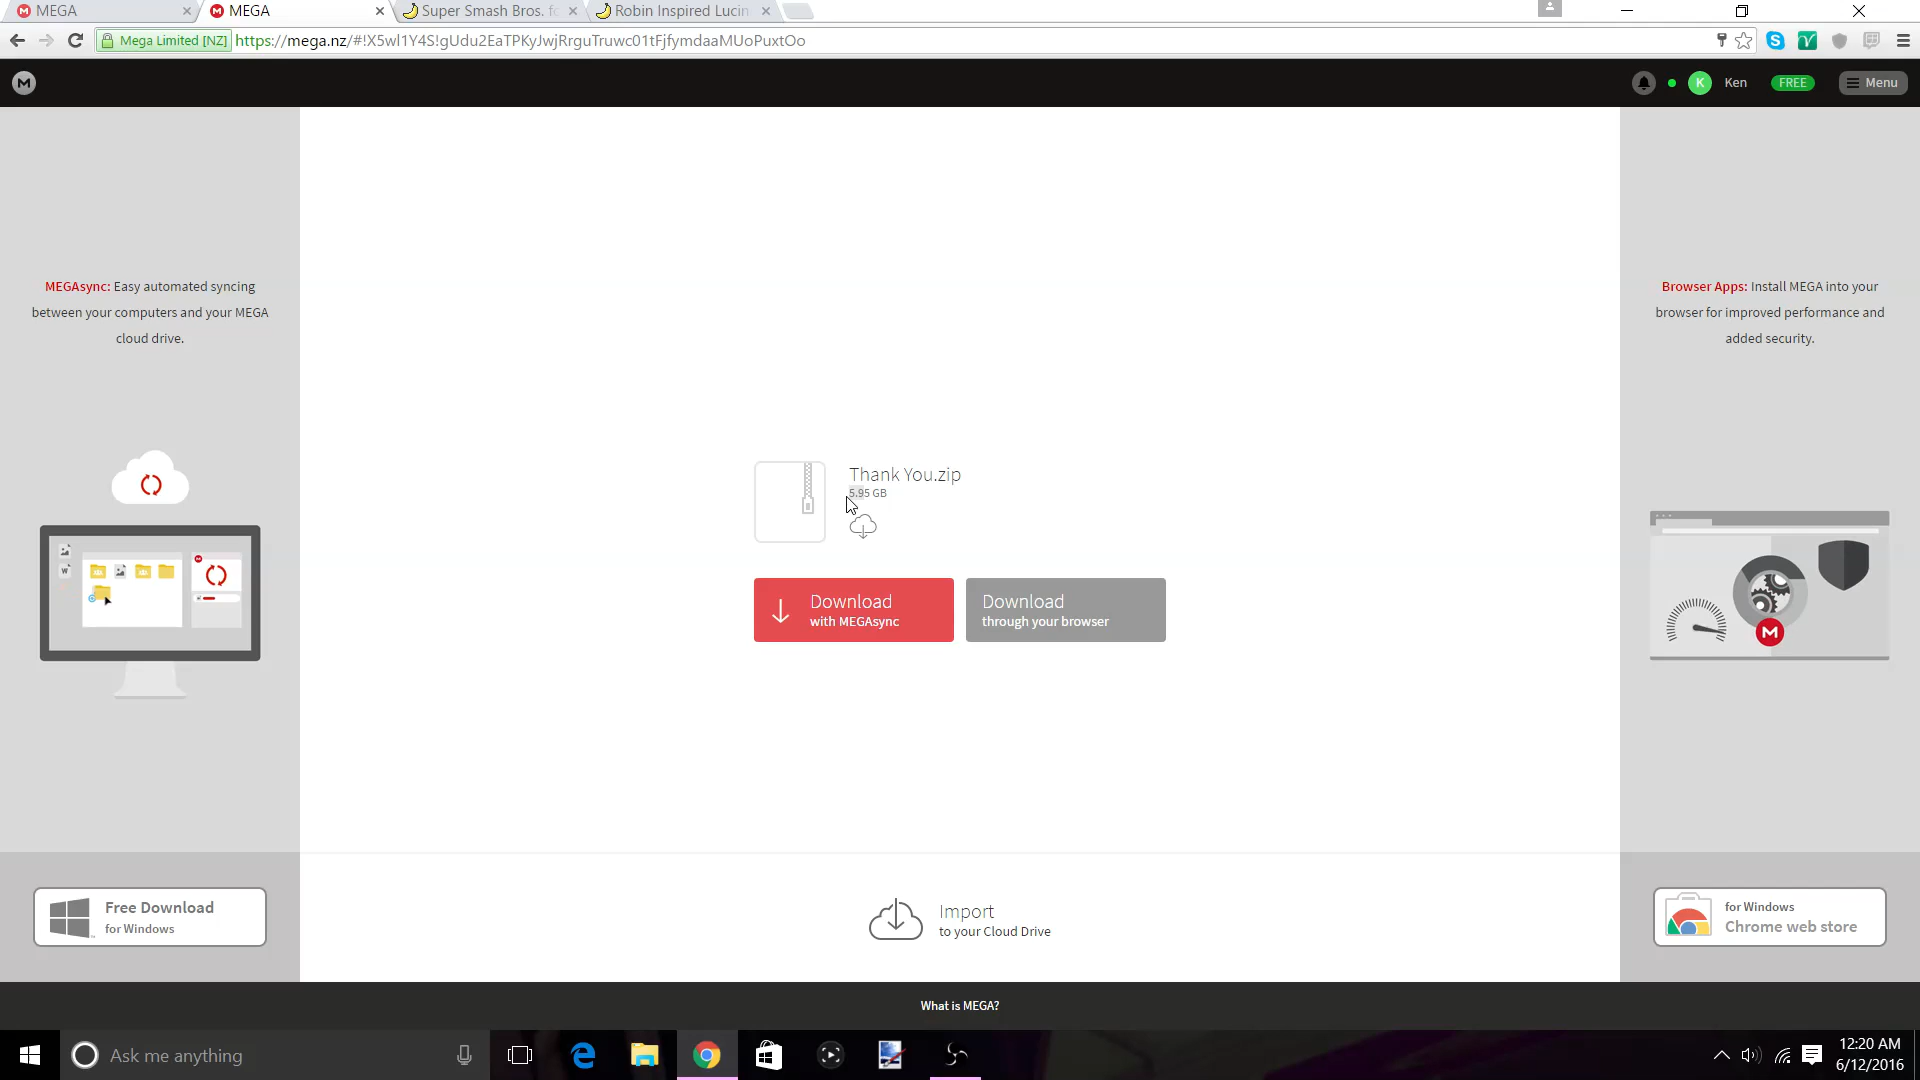 MEGA
MEGA
Super Smash Bros. fo
Robin Inspired Lucin
Mega Limited [NZ]
https://mega.nz/#!X5wl1Y4S!gUdu2EaTPKyJwjRrguTruwc01tFjfymdaaMUoPuxtOo
M
K
Ken
FREE
Menu
MEGAsync: Easy automated syncing
between your computers and your MEGA
cloud drive.
Browser Apps: Install MEGA into your
browser for improved performance and
added security.
Thank You.zip
5.95 GB
Download
with MEGAsync
Download
through your browser
W
M
Free Download
for Windows
Import
to your Cloud Drive
for Windows
Chrome web store
What is MEGA?
Ask me anything
12:20 AM
6/12/2016